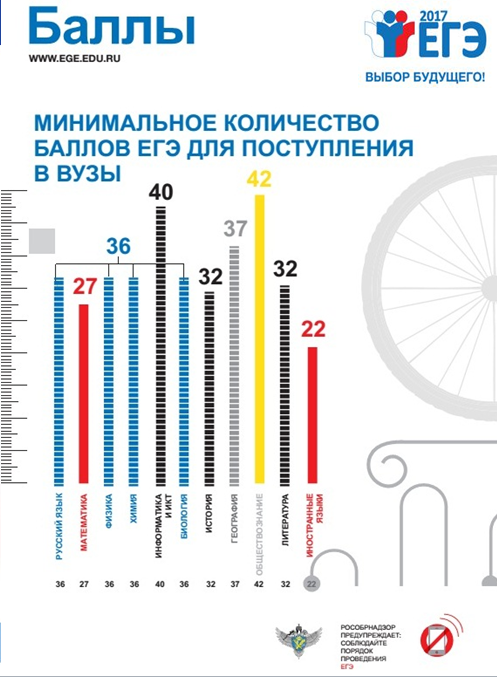 Баллы
WWW.EGE.EDU.RU
2017
ЕГЭ
ВЫБОР БУДУЩЕГО!
МИНИМАЛЬНОЕ КОЛИЧЕСТВО
БАЛЛОВ ЕГЭ ДЛЯ ПОСТУПЛЕНИЯ
В ВУЗЫ
36
27
40
32
37
42
32
22
РУССКИЙ ЯЗЫК
МАТЕМАТИКА
ФИЗИКА
ХИМИЯ
ИНФОРМАТИКА
И ИКТ
БИОЛОГИЯ
ИСТОРИЯ
ГЕОГРАФИЯ
ОБЩЕСТВОЗНАНИЕ
ЛИТЕРАТУРА
ИНОСТРАННЫЕ
ЯЗЫКИ
36 27 36 36 40 36 32 37 42 32 22
РОСОБРНАДЗОР
ПРЕДУПРЕЖДАЕТ:
СОБЛЮДАЙТЕ
ПОРЯДОК
ПРОВЕДЕНИЯ
ЕГЭ